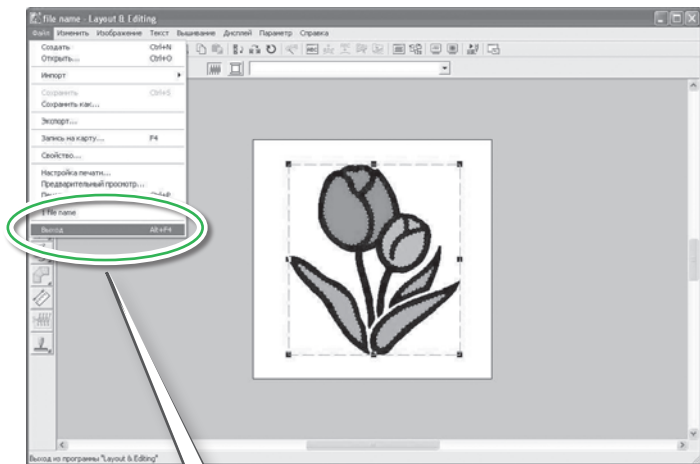 file name - Layout & Editing
Файл Изменить Изображение Текст Вышивание Дисплей Параметр Справка
Создать Ctrl+N
Открыть... Ctrl+O
Импорт
Сохранить Ctrl+S
Сохранить как...
Экспорт...
Запись на карту... F4
Свойство...
Настройка печати...
Предварительный просмотр...
Ctrl+P
1 file name
Выход Alt+F4
Выход из программы "Layout & Editing"